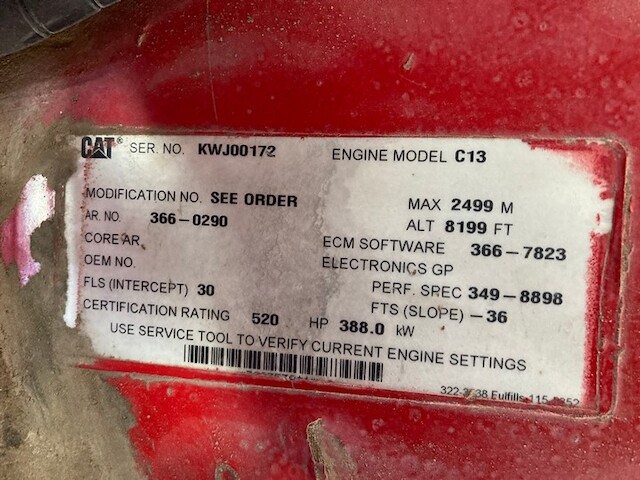 CAT® SER. NO. KWJ00172 ENGINE MODEL C13
MODIFICATION NO. SEE ORDER MAX 2499 M
AR. NO. 366-0290 ALT 8199 FT
CORE AR. ECM SOFTWARE 366-7823
OEM NO. ELECTRONICS GP
FLS (INTERCEPT) 30 PERF. SPEC 349-8898
CERTIFICATION RATING 520 HP 388.0 kW FTS (SLOPE) -36
USE SERVICE TOOL TO VERIFY CURRENT ENGINE SETTINGS
Fulfills